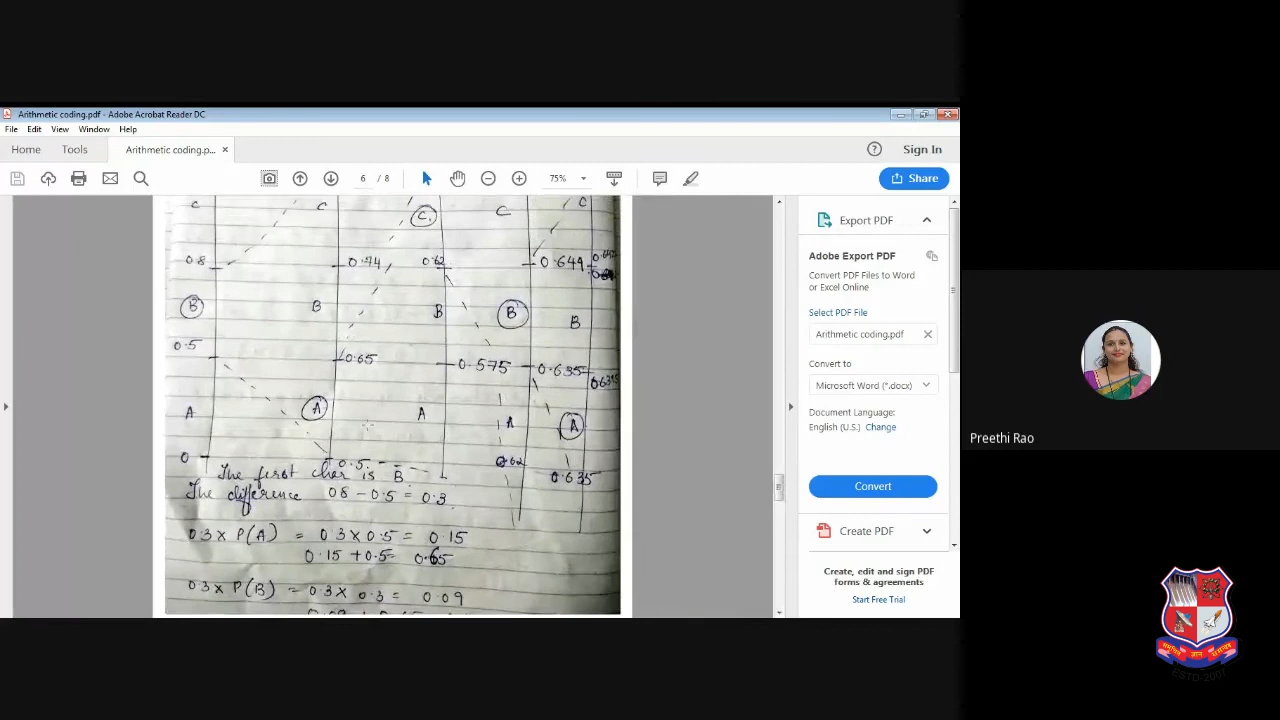 Arithmetic coding.pdf - Adobe Acrobat Reader DC
File Edit View Window Help
Home Tools Arithmetic coding.p... × Sign In
6 / 8 75% Share
C C C C C
0.8 0.74 0.62 0.644
B B B B B
0.5 0.65 0.575 0.635
A A A A A
0 0.5 0.62 0.635
The first char is B
The difference 0.8 - 0.5 = 0.3
0.3 x P(A) = 0.3 x 0.5 = 0.15
0.15 + 0.5 = 0.65
0.3 x P(B) = 0.3 x 0.3 = 0.09
Export PDF
Adobe Export PDF
Convert PDF Files to Word
or Excel Online
Select PDF File
Arithmetic coding.pdf
Convert to
Microsoft Word (*.docx)
Document Language:
English (U.S.) Change
Convert
Create PDF
Create, edit and sign PDF
forms & agreements
Start Free Trial
Preethi Rao
ESTD-2007